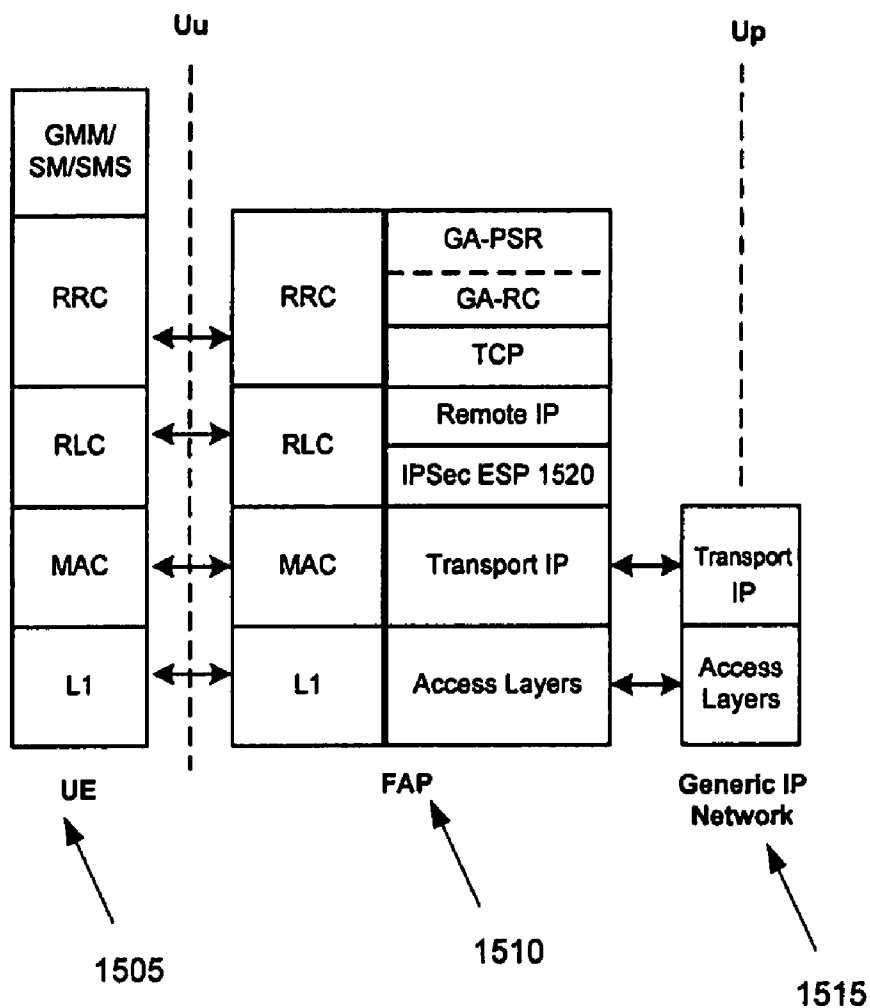 Uu
Up
GMM/
SM/SMS
RRC
RLC
MAC
L1
RRC
RLC
MAC
L1
GA-PSR
GA-RC
TCP
Remote IP
IPSec ESP 1520
Transport IP
Access Layers
Transport
IP
Access
Layers
UE
FAP
Generic IP
Network
1505
1510
1515